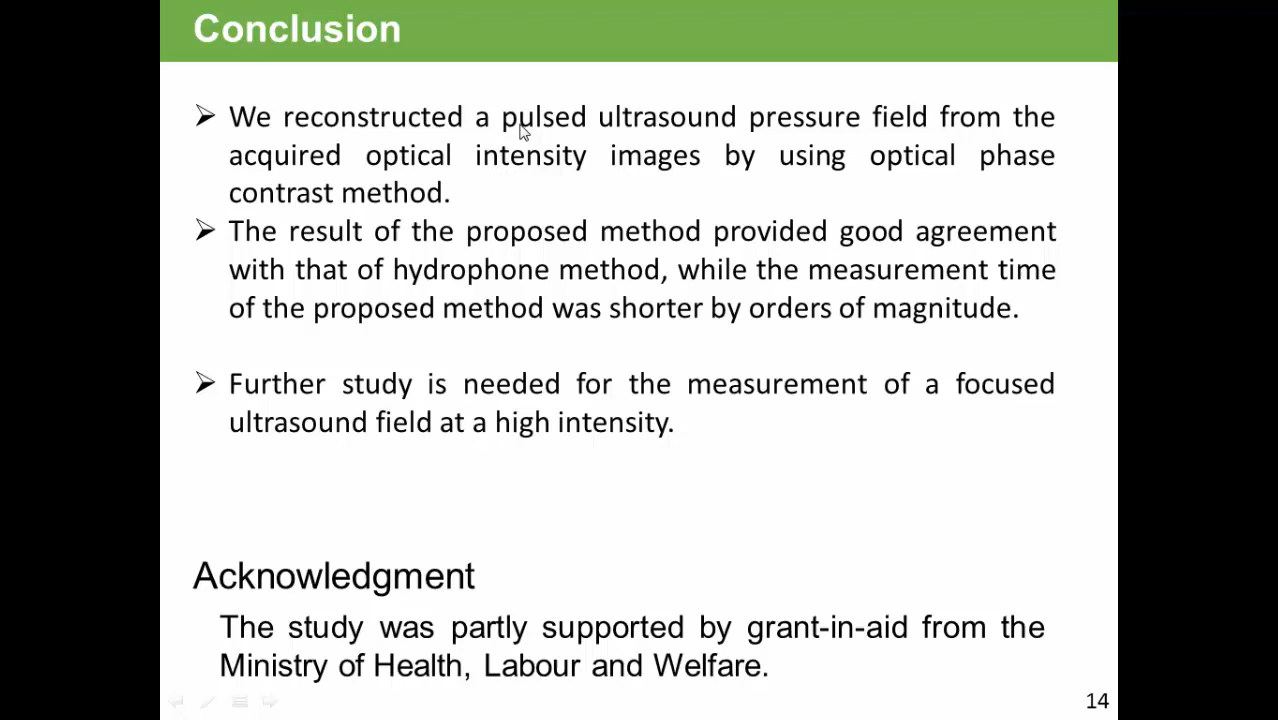 Conclusion
➢ We reconstructed a pulsed ultrasound pressure field from the
acquired optical intensity images by using optical phase
contrast method.
➢ The result of the proposed method provided good agreement
with that of hydrophone method, while the measurement time
of the proposed method was shorter by orders of magnitude.
➢ Further study is needed for the measurement of a focused
ultrasound field at a high intensity.
Acknowledgment
The study was partly supported by grant-in-aid from the
Ministry of Health, Labour and Welfare.
14